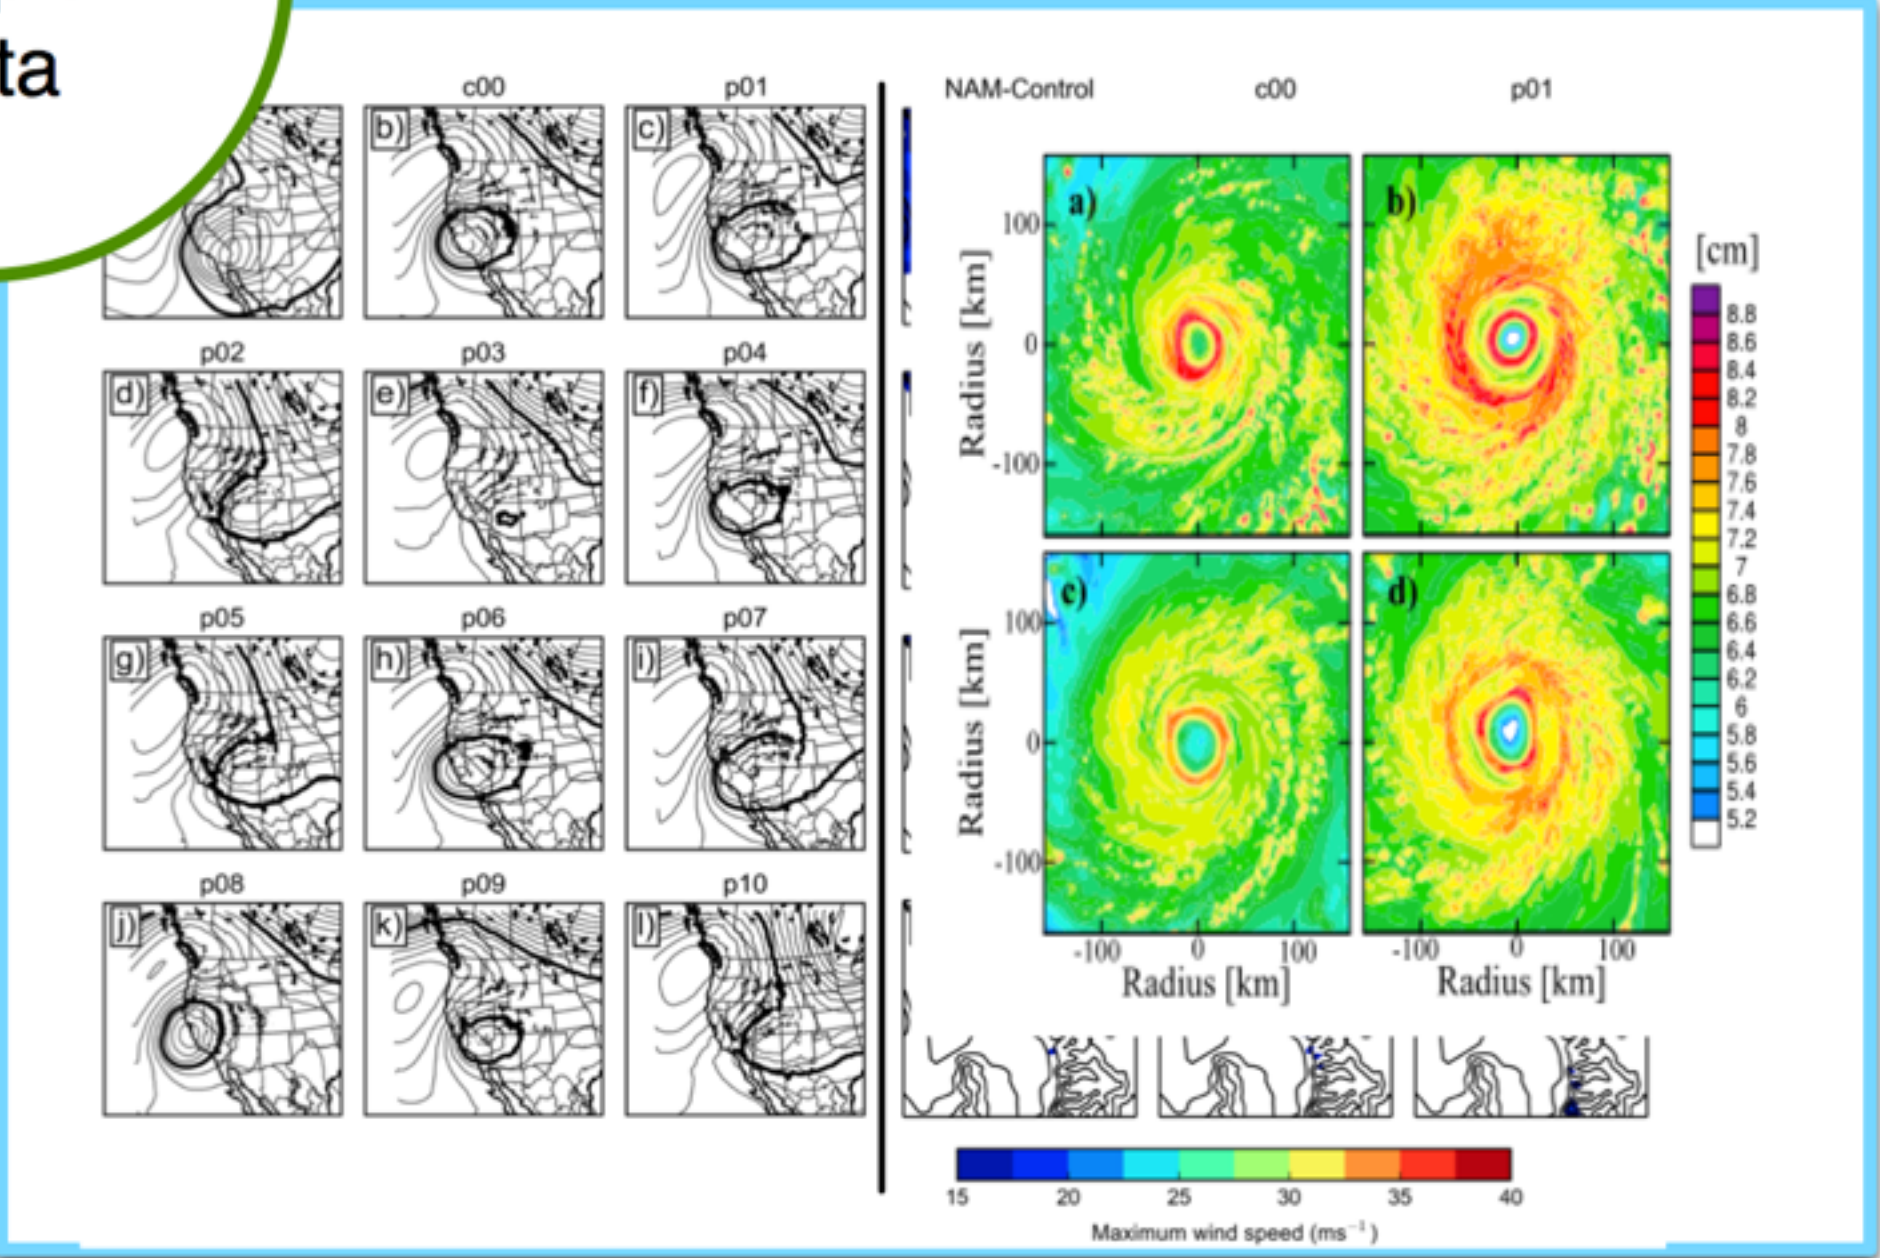 ta
c00 p01
b) c)
p02 p03 p04
d) e) f)
p05 p06 p07
g) h) i)
p08 p09 p10
j) k) l)
NAM-Control c00 p01
a) b)
100
0
-100
Radius [km]
c) d)
100
0
-100
Radius [km]
-100 0 100 -100 0 100
Radius [km] Radius [km]
[cm]
8.8
8.6
8.4
8.2
8
7.8
7.6
7.4
7.2
7
6.8
6.6
6.4
6.2
6
5.8
5.6
5.4
5.2
15 20 25 30 35 40
Maximum wind speed (ms⁻¹)